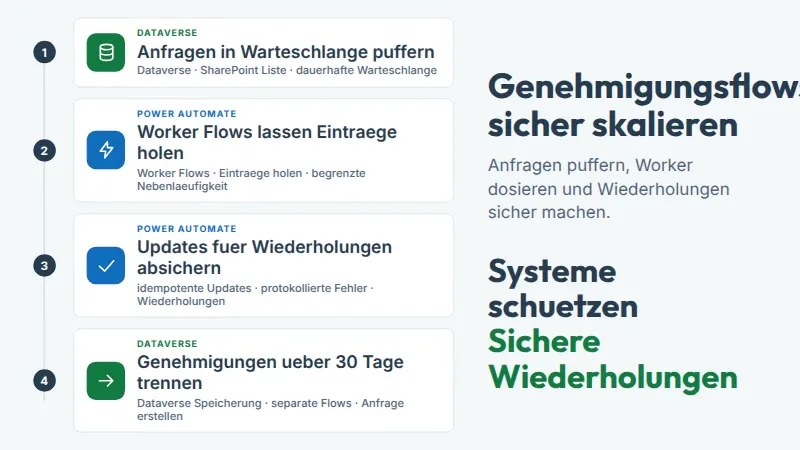 1
DATAVERSE
Anfragen in Warteschlange puffern
Dataverse · SharePoint Liste · dauerhafte Warteschlange
2
POWER AUTOMATE
Worker Flows lassen Eintraege
holen
Worker Flows · Eintraege holen · begrenzte
Nebenlaeufigkeit
3
POWER AUTOMATE
Updates fuer Wiederholungen
absichern
idempotente Updates · protokollierte Fehler ·
Wiederholungen
4
DATAVERSE
Genehmigungen ueber 30 Tage
trennen
Dataverse Speicherung · separate Flows · Anfrage
erstellen
Genehmigungsflows
sicher skalieren
Anfragen puffern, Worker
dosieren und Wiederholungen
sicher machen.
Systeme
schuetzen
Sichere
Wiederholungen